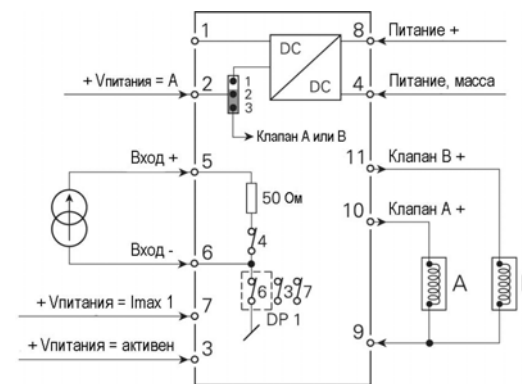 1
8
Питание +
DC
DC
+ Vпитания = A
2
1
2
3
4
Питание, масса
Клапан А или В
Вход +
5
11
Клапан В +
50 Ом
10
Клапан А +
4
Вход -
6
6
3
7
DP 1
A
+ Vпитания = Imax 1
7
+ Vпитания = активен
3
9